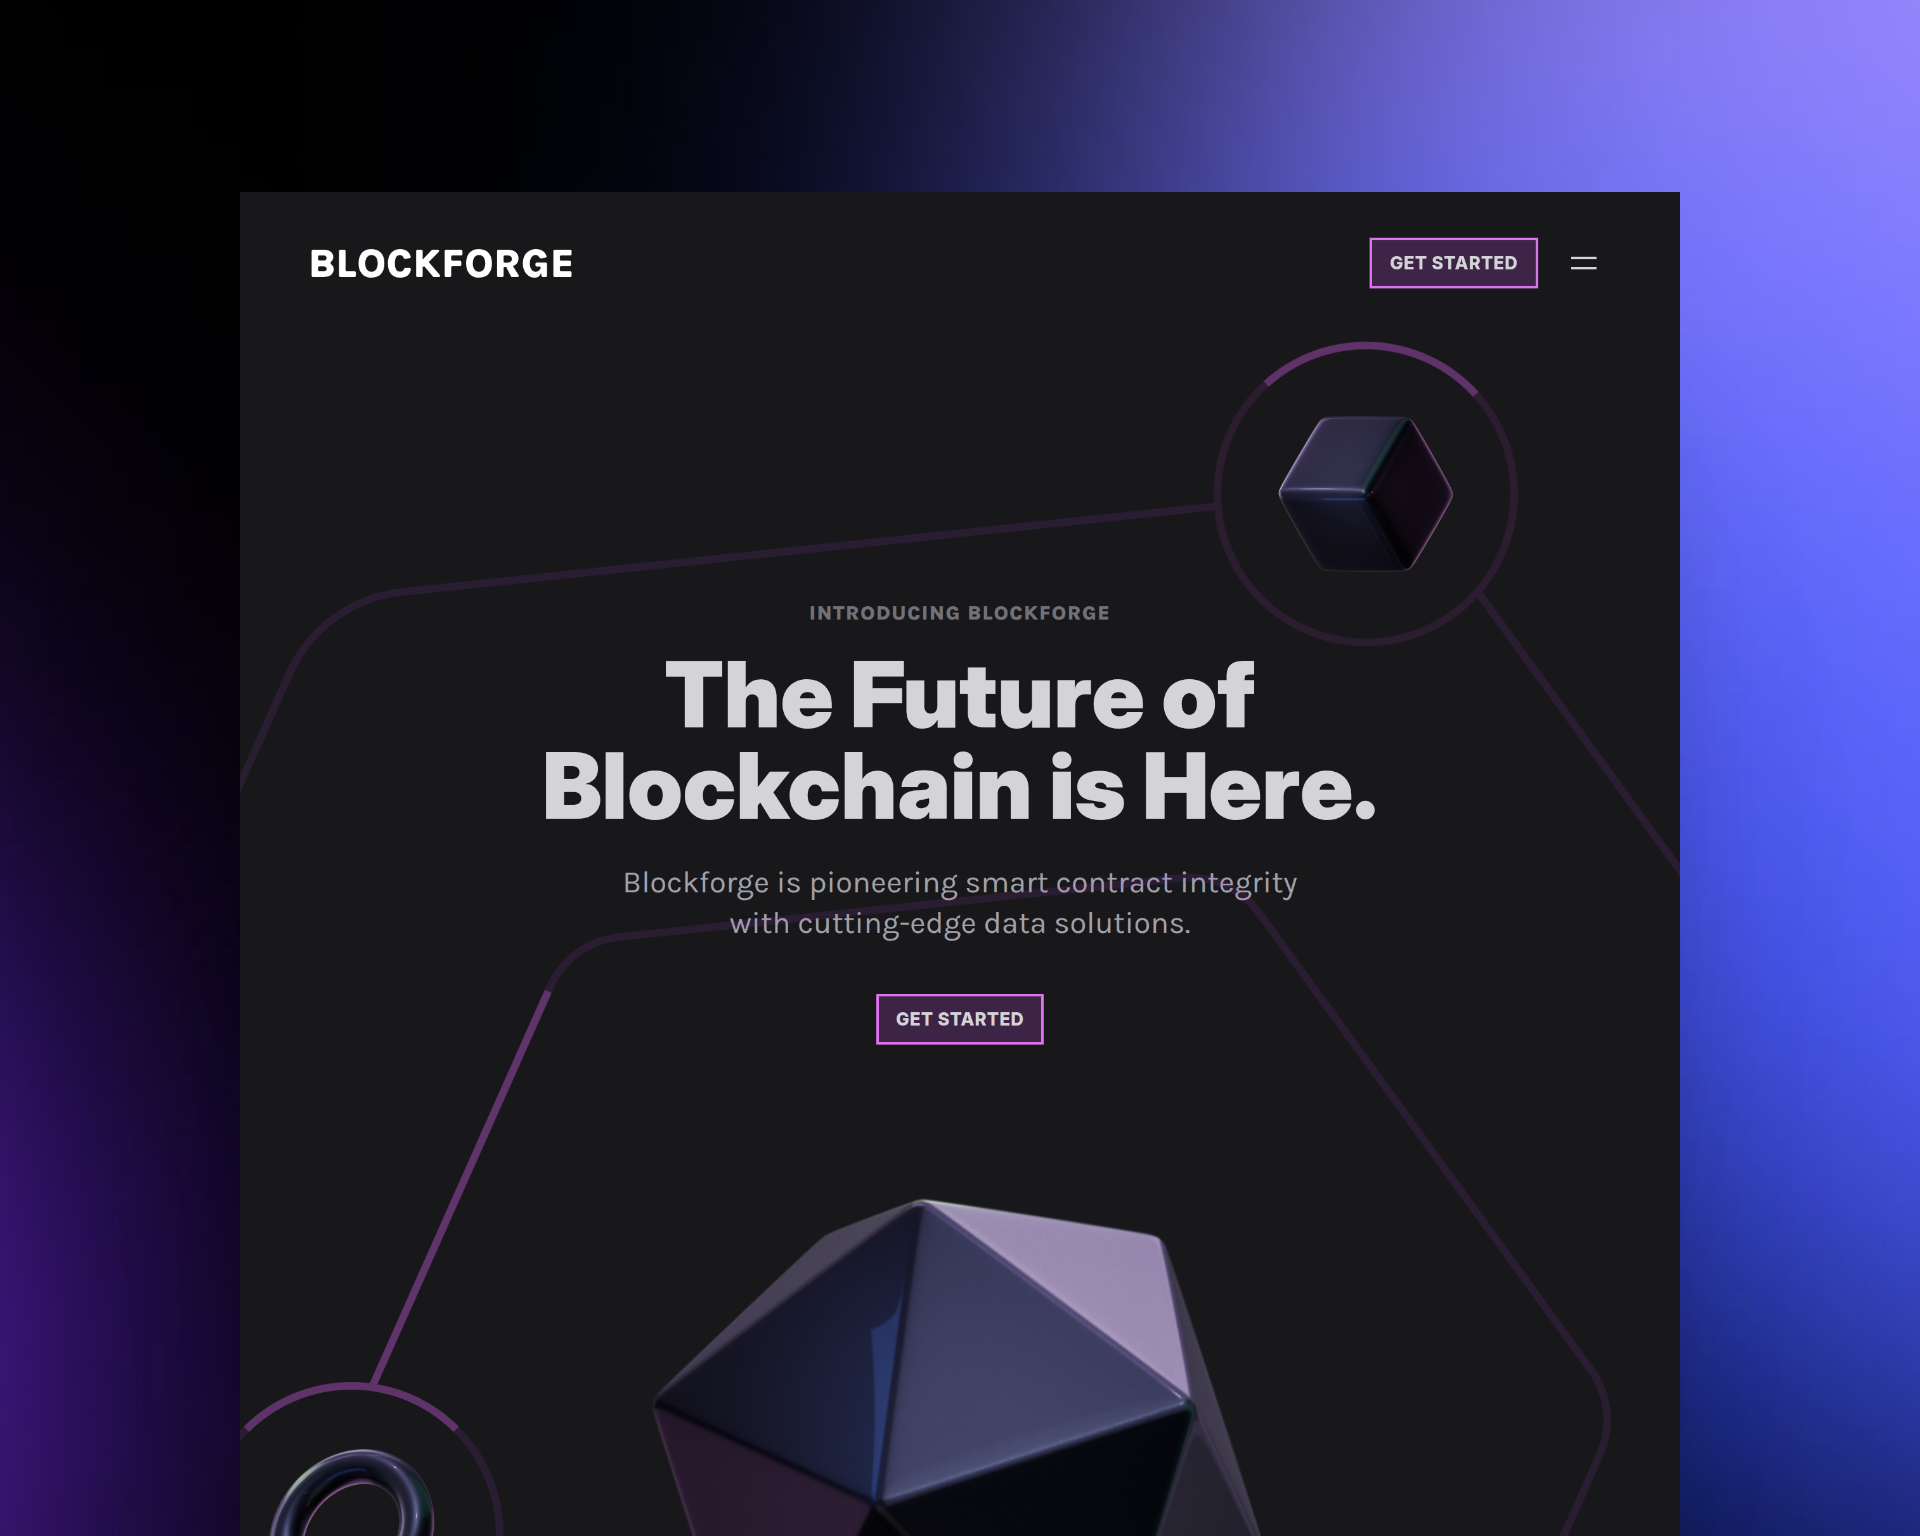 BLOCKFORGE
GET STARTED
INTRODUCING BLOCKFORGE
The Future of
Blockchain is Here.
Blockforge is pioneering smart contract integrity
with cutting-edge data solutions.
GET STARTED